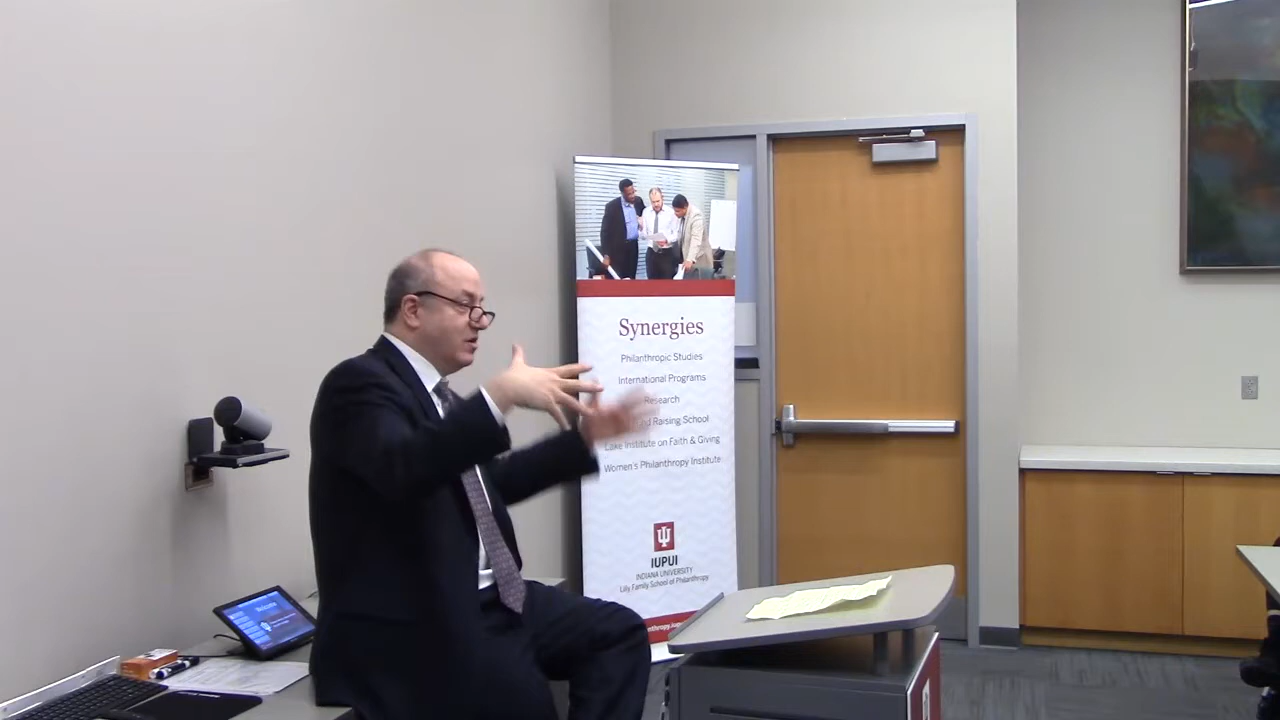 Synergies
Philanthropic Studies
International Programs
Research
Raising School
Lake Institute on Faith & Giving
Women's Philanthropy Institute
IUPUI
INDIANA UNIVERSITY
Lilly Family School of Philanthropy
Welcome